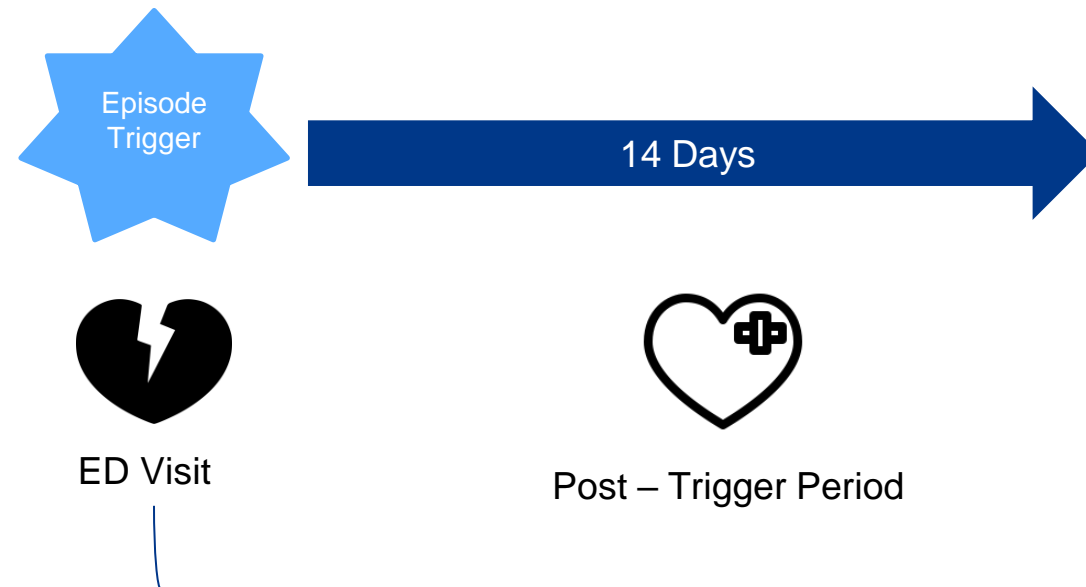 Episode
Trigger
14 Days
ED Visit
Post – Trigger Period